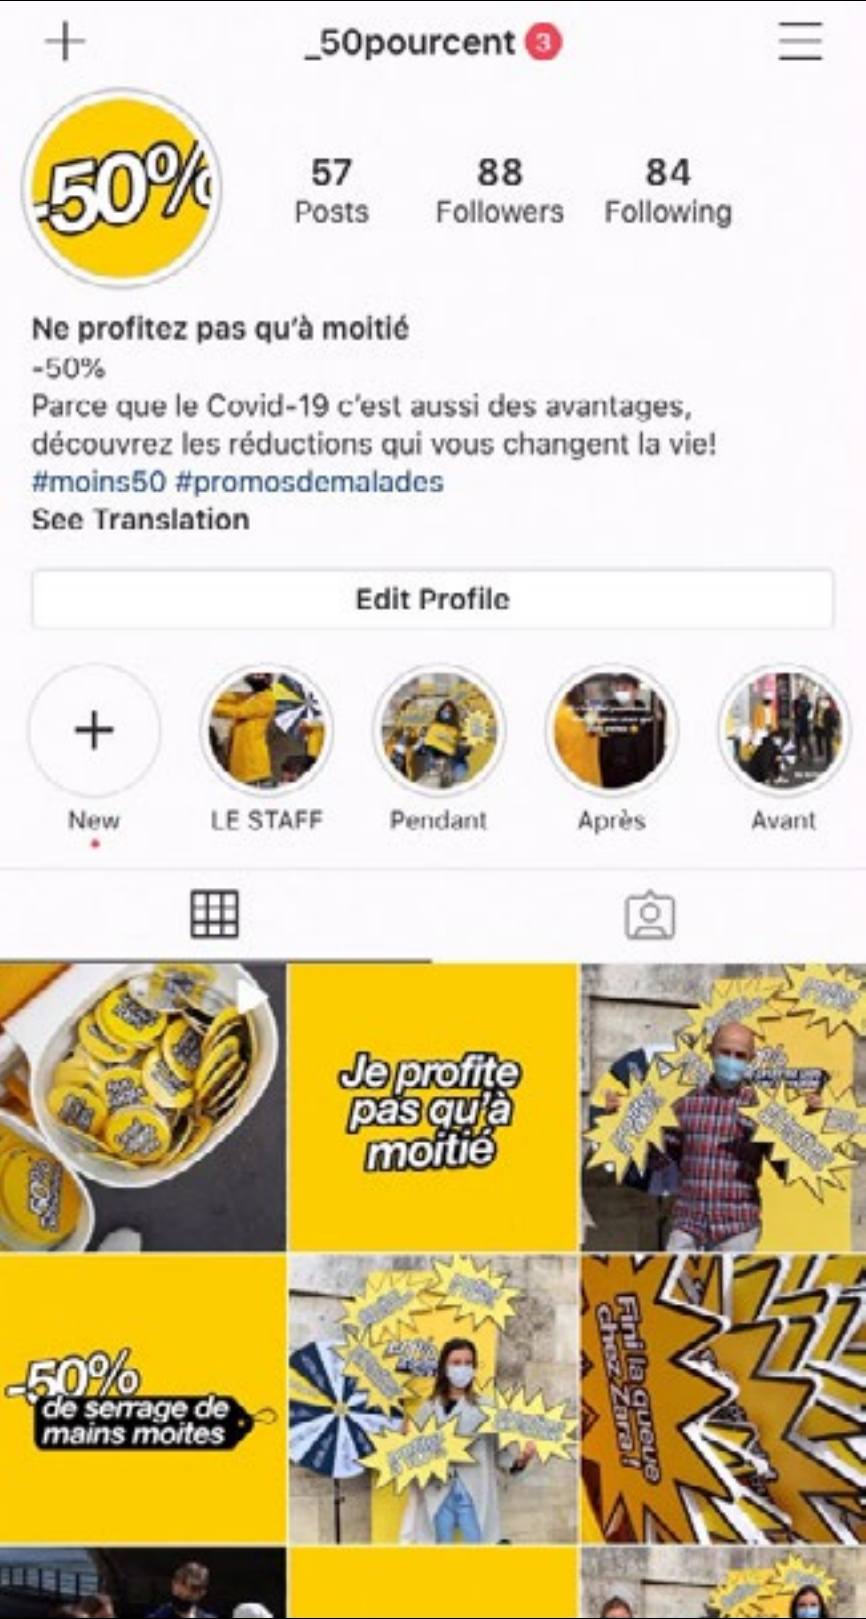 _50pourcent 3
-50%
57 88 84
Posts Followers Following
Ne profitez pas qu'à moitié
-50%
Parce que le Covid-19 c'est aussi des avantages,
découvrez les réductions qui vous changent la vie!
#moins50 #promosdemalades
See Translation
Edit Profile
New LE STAFF Pendant Après Avant
Je profite
pas qu'à
moitié
-50%
-50%
de serrage de
mains moites
Fini la queue
chez Zara !